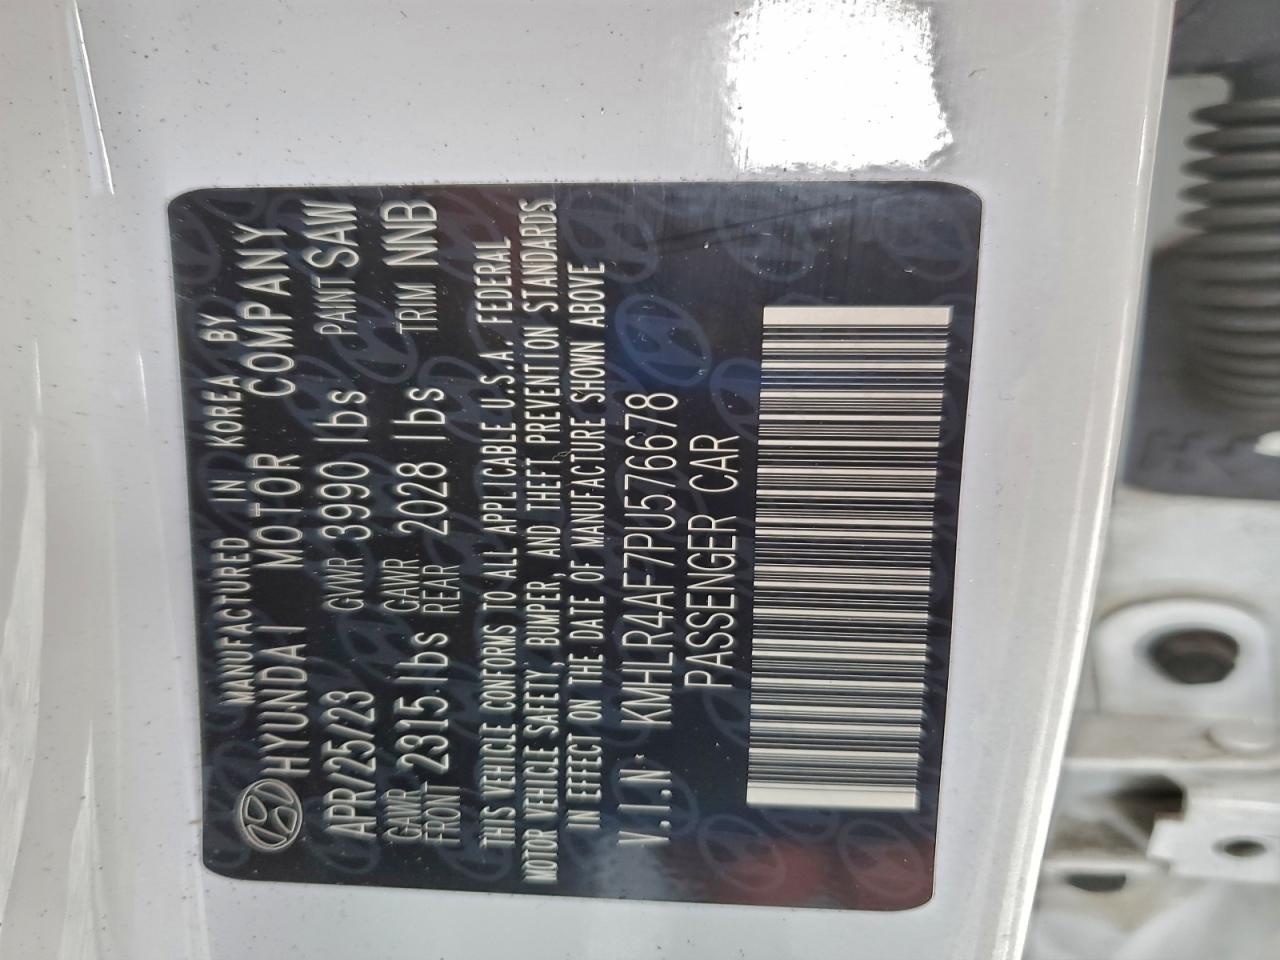 MANUFACTURED IN KOREA BY
HYUNDAI MOTOR COMPANY
APR/25/23 GVWR 3990 lbs PAINT SAW
GAWR FRONT 2315 lbs GAWR REAR 2028 lbs TRIM NNB
THIS VEHICLE CONFORMS TO ALL APPLICABLE U.S.A. FEDERAL
MOTOR VEHICLE SAFETY, BUMPER, AND THEFT PREVENTION STANDARDS
IN EFFECT ON THE DATE OF MANUFACTURE SHOWN ABOVE
V.I.N: KMHLR4AF7PU576678
PASSENGER CAR